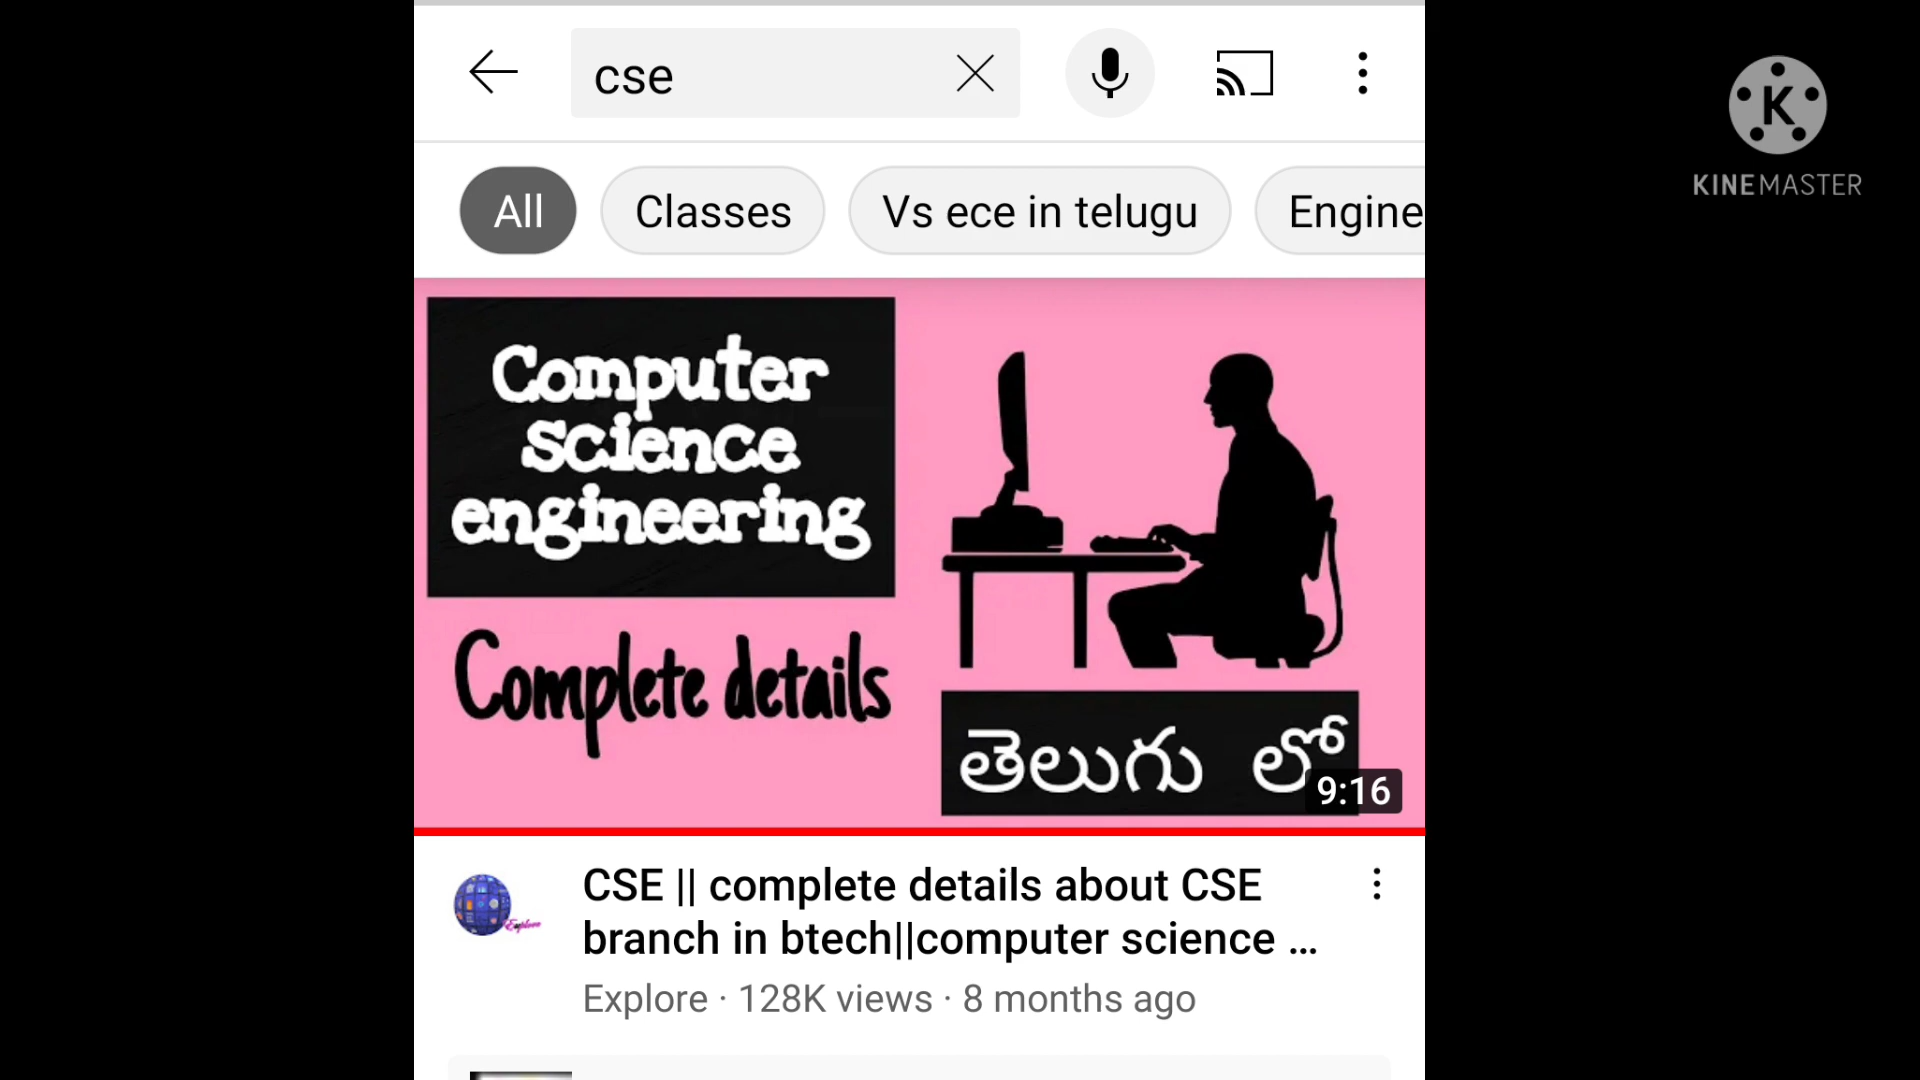 cse
KINEMASTER
All
Classes
Vs ece in telugu
Engine
Computer
science
engineering
Complete details
తెలుగు లో
9:16
CSE || complete details about CSE
branch in btech||computer science ...
Explore · 128K views · 8 months ago
Explore